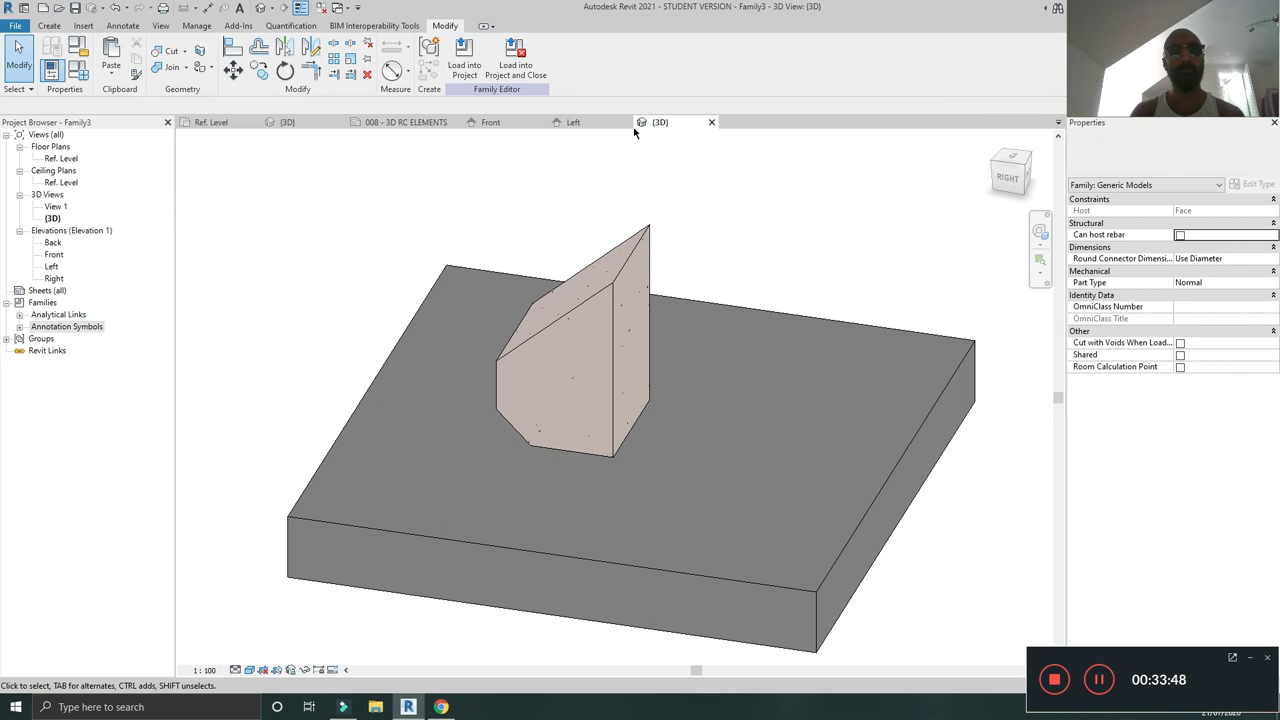 Autodesk Revit 2021 - STUDENT VERSION - Family3 - 3D View: {3D}
File Create Insert Annotate View Manage Add-Ins Quantification BIM Interoperability Tools Modify
Modify
Cut
Join
Paste
Load into
Project
Load into
Project and Close
Select Properties Clipboard Geometry Modify Measure Create Family Editor
Project Browser - Family3
Views (all)
Floor Plans
Ref. Level
Ceiling Plans
Ref. Level
3D Views
View 1
{3D}
Elevations (Elevation 1)
Back
Front
Left
Right
Sheets (all)
Families
Analytical Links
Annotation Symbols
Groups
Revit Links
Ref. Level {3D} 008 - 3D RC ELEMENTS Front Left {3D}
RIGHT
Properties
Family: Generic Models Edit Type
Constraints
Host Face
Structural
Can host rebar
Dimensions
Round Connector Dimensi... Use Diameter
Mechanical
Part Type Normal
Identity Data
OmniClass Number
OmniClass Title
Other
Cut with Voids When Load...
Shared
Room Calculation Point
1 : 100
Click to select, TAB for alternates, CTRL adds, SHIFT unselects.
00:33:48
Type here to search